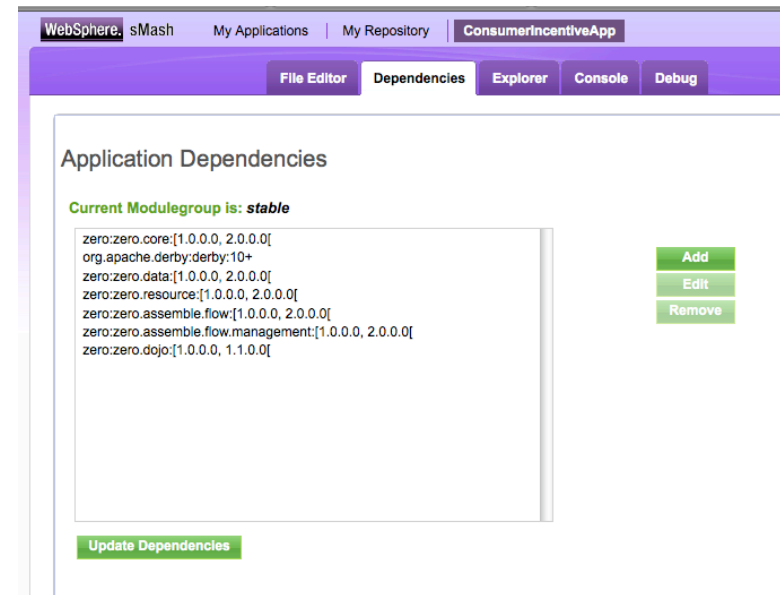 WebSphere. sMash My Applications My Repository ConsumerIncentiveApp
File Editor Dependencies Explorer Console Debug
Application Dependencies
Current Modulegroup is: stable
zero:zero.core:[1.0.0.0, 2.0.0.0[
org.apache.derby:derby:10+
zero:zero.data:[1.0.0.0, 2.0.0.0[
zero:zero.resource:[1.0.0.0, 2.0.0.0[
zero:zero.assemble.flow:[1.0.0.0, 2.0.0.0[
zero:zero.assemble.flow.management:[1.0.0.0, 2.0.0.0[
zero:zero.dojo:[1.0.0.0, 1.1.0.0[
Add
Edit
Remove
Update Dependencies